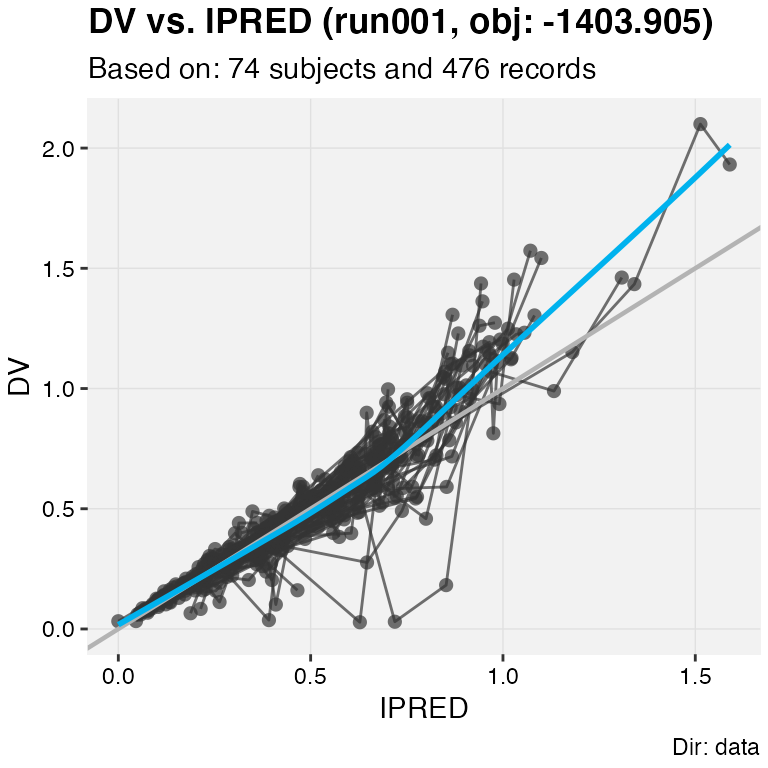 DV vs. IPRED (run001, obj: -1403.905)
Based on: 74 subjects and 476 records
2.0
1.5
1.0
0.5
0.0
DV
0.0 0.5 1.0 1.5
IPRED
Dir: data